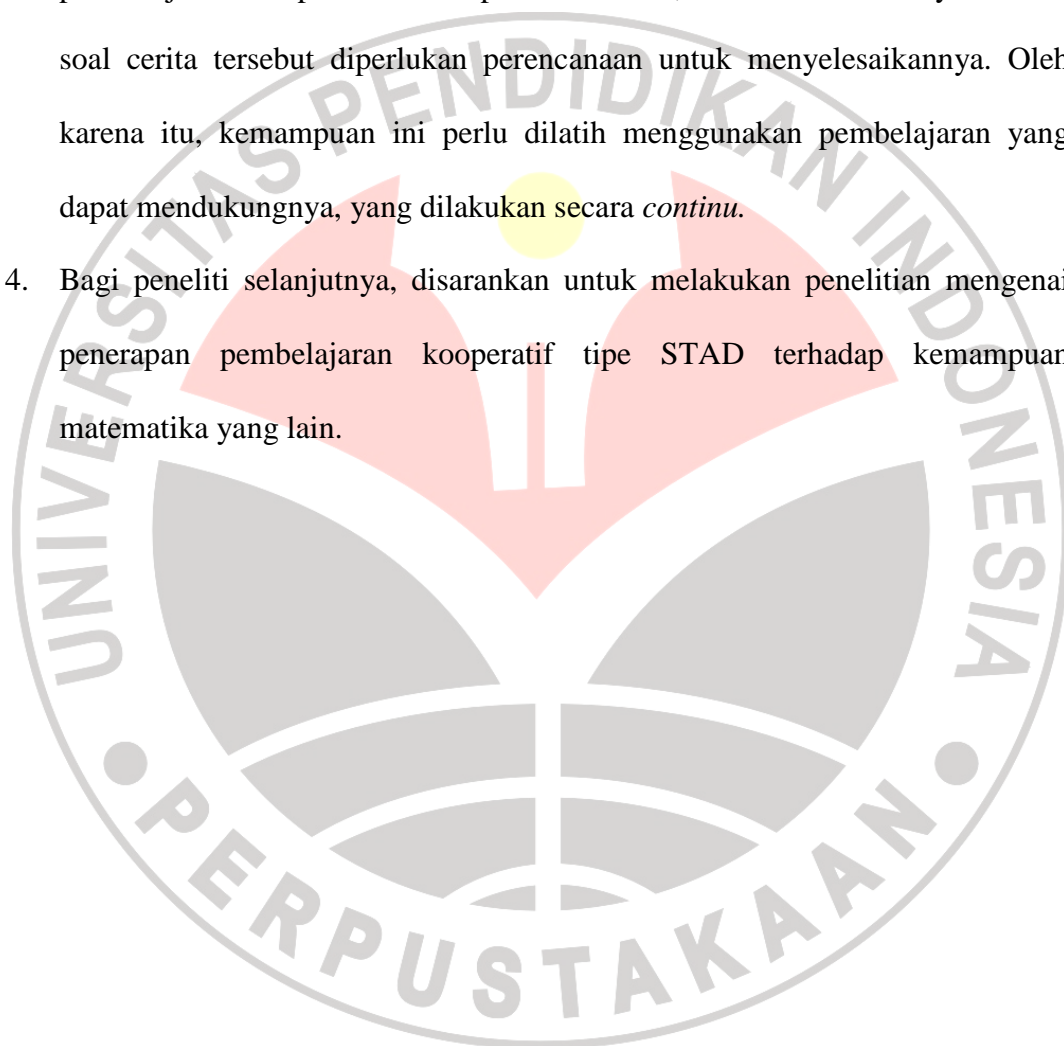 soal cerita tersebut diperlukan perencanaan untuk menyelesaikannya. Oleh
karena itu, kemampuan ini perlu dilatih menggunakan pembelajaran yang
dapat mendukungnya, yang dilakukan secara continu.
4. Bagi peneliti selanjutnya, disarankan untuk melakukan penelitian mengenai
penerapan pembelajaran kooperatif tipe STAD terhadap kemampuan
matematika yang lain.
UNIVERSITAS PENDIDIKAN INDONESIA
PERPUSTAKAAN